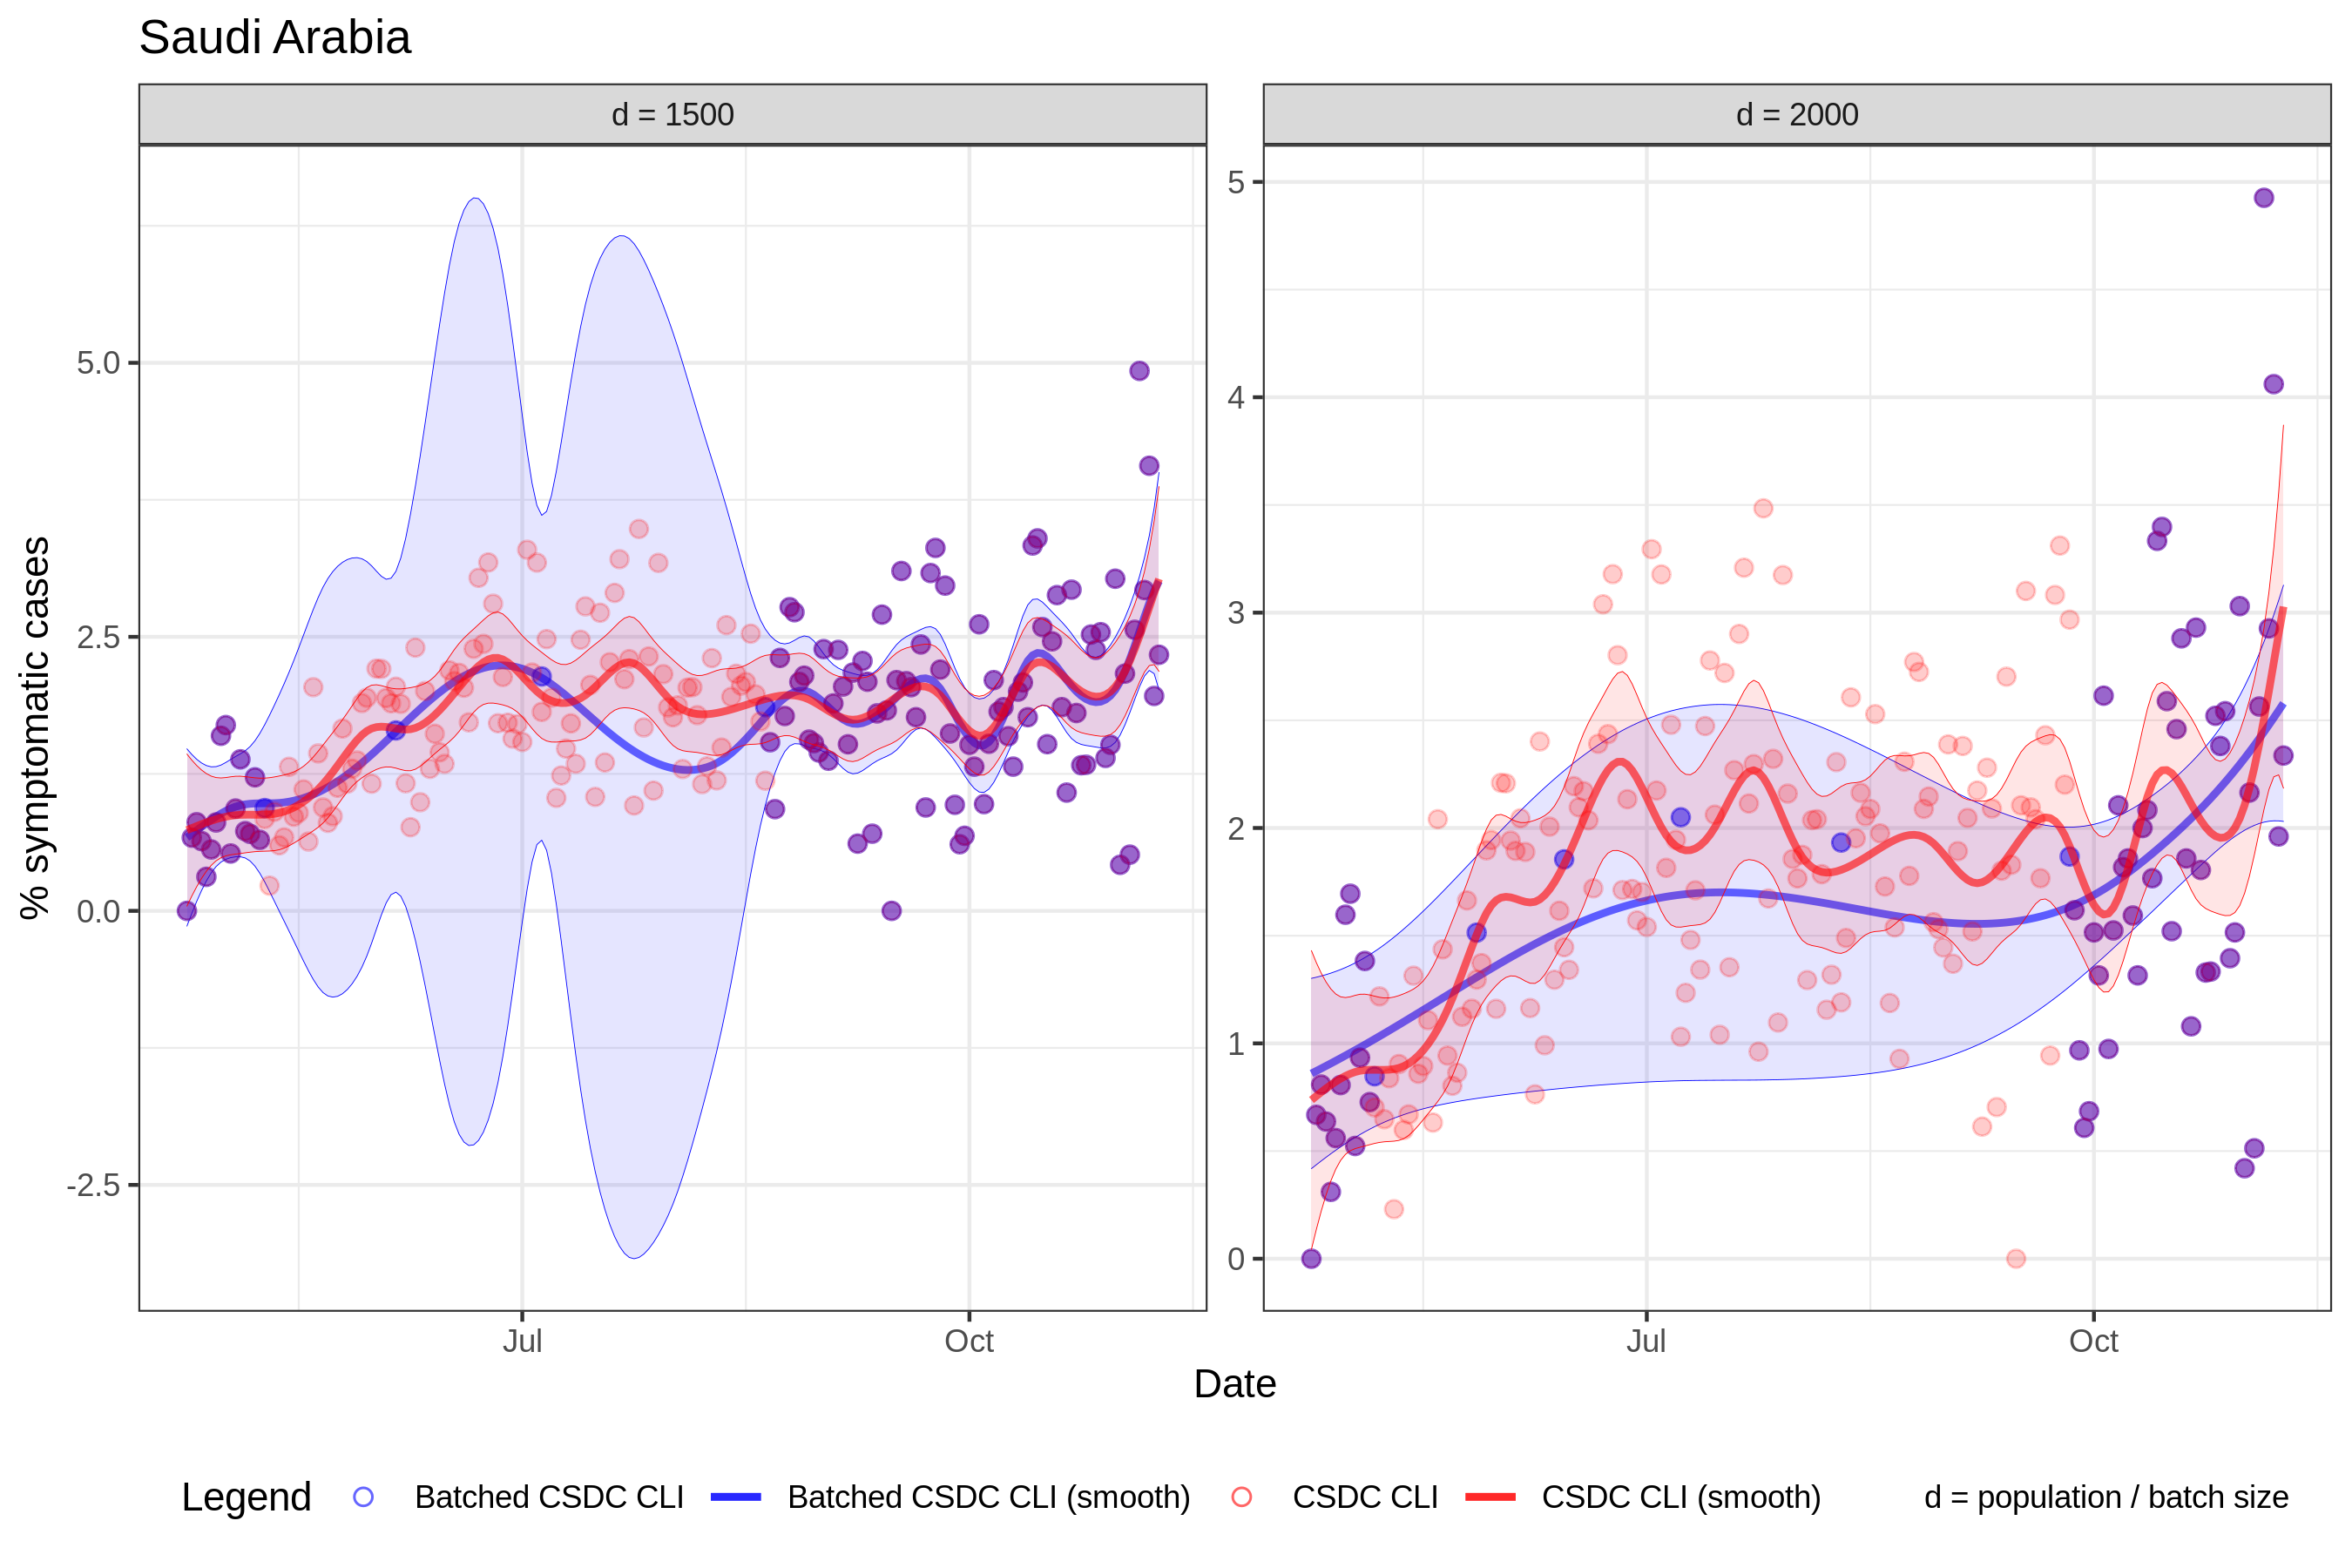 Saudi Arabia
d = 1500
d = 2000
% symptomatic cases
5.0
2.5
0.0
-2.5
5
4
3
2
1
0
Jul
Oct
Jul
Oct
Date
Legend
Batched CSDC CLI
Batched CSDC CLI (smooth)
CSDC CLI
CSDC CLI (smooth)
d = population / batch size